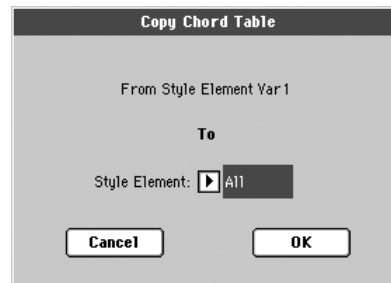 Copy Chord Table
From Style Element Var1
To
Style Element: All
Cancel OK